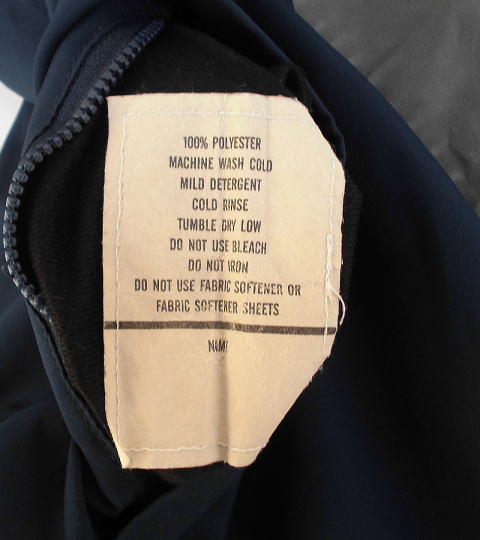 100% POLYESTER
MACHINE WASH COLD
MILD DETERGENT
COLD RINSE
TUMBLE DRY LOW
DO NOT USE BLEACH
DO NOT IRON
DO NOT USE FABRIC SOFTENER OR
FABRIC SOFTENER SHEETS
NAME